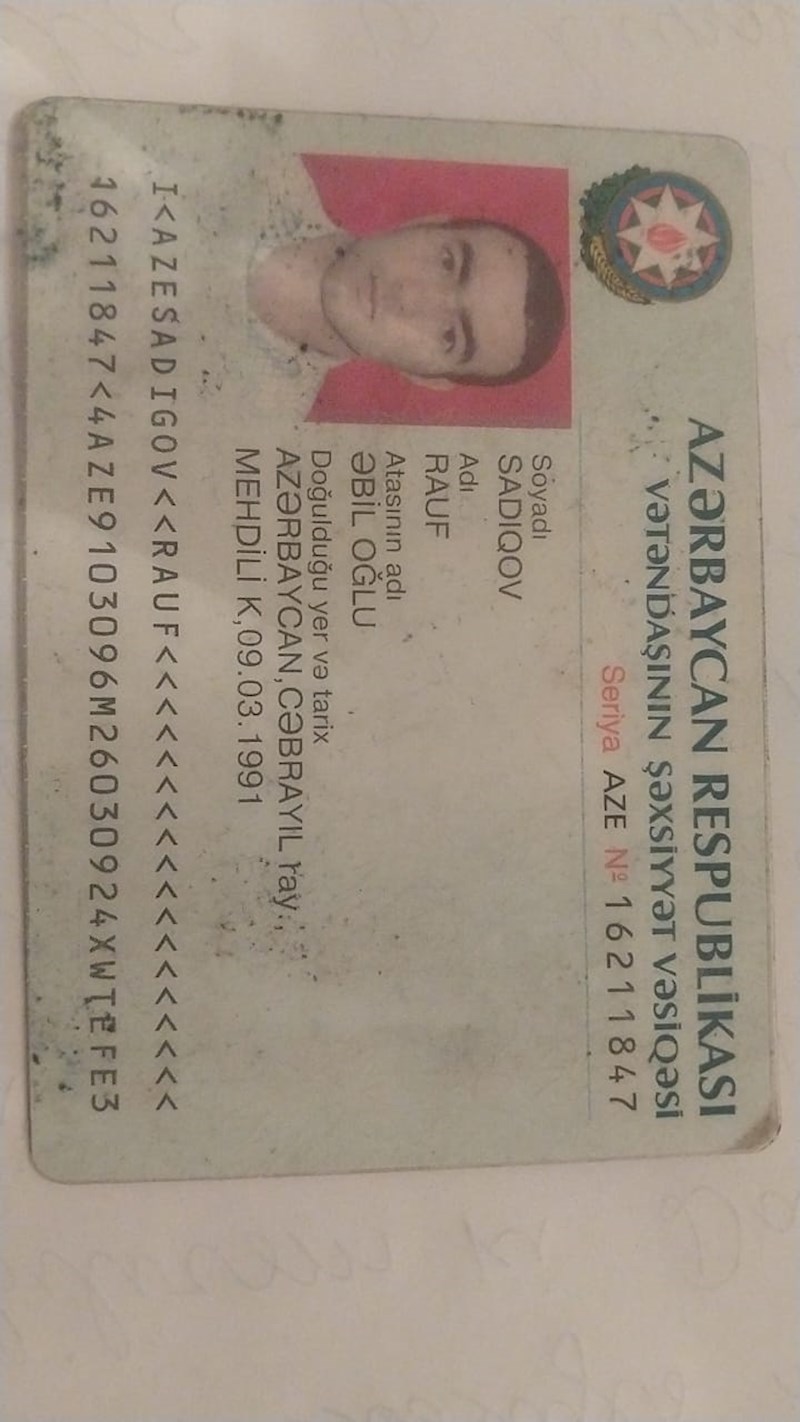 AZƏRBAYCAN RESPUBLİKASI
VƏTƏNDAŞININ ŞƏXSİYYƏT VƏSİQƏSİ
Seriya AZE № 16211847
Soyadı
SADIQOV
Adı
RAUF
Atasının adı
ƏBİL OĞLU
Doğulduğu yer və tarix
AZƏRBAYCAN,CƏBRAYIL ray.,
MEHDİLİ K,09.03.1991
I<AZESADIGOV<<RAUF<<<<<<<<<<<<<<
16211847<4AZE9103096M26030924XWTEFE3